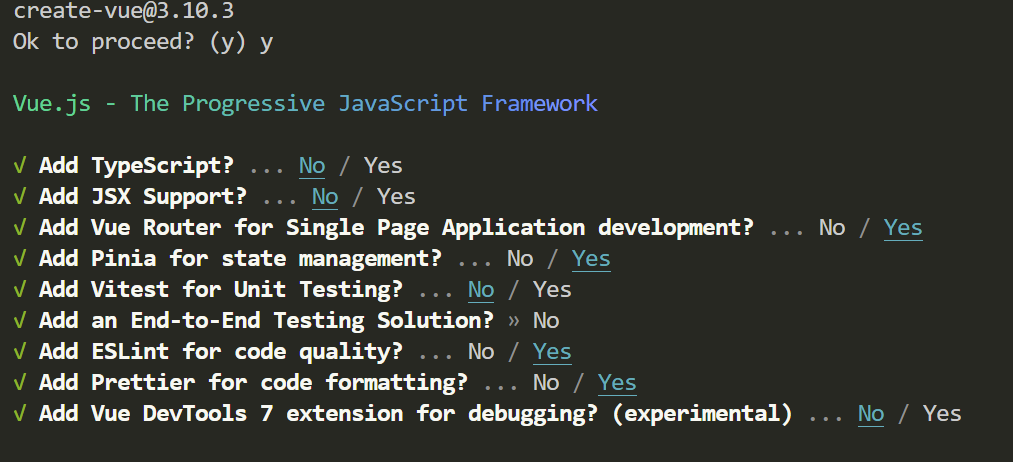 create-vue@3.10.3
Ok to proceed? (y) y
Vue.js - The Progressive JavaScript Framework
√ Add TypeScript? ... No / Yes
√ Add JSX Support? ... No / Yes
√ Add Vue Router for Single Page Application development? ... No / Yes
√ Add Pinia for state management? ... No / Yes
√ Add Vitest for Unit Testing? ... No / Yes
√ Add an End-to-End Testing Solution? » No
√ Add ESLint for code quality? ... No / Yes
√ Add Prettier for code formatting? ... No / Yes
√ Add Vue DevTools 7 extension for debugging? (experimental) ... No / Yes